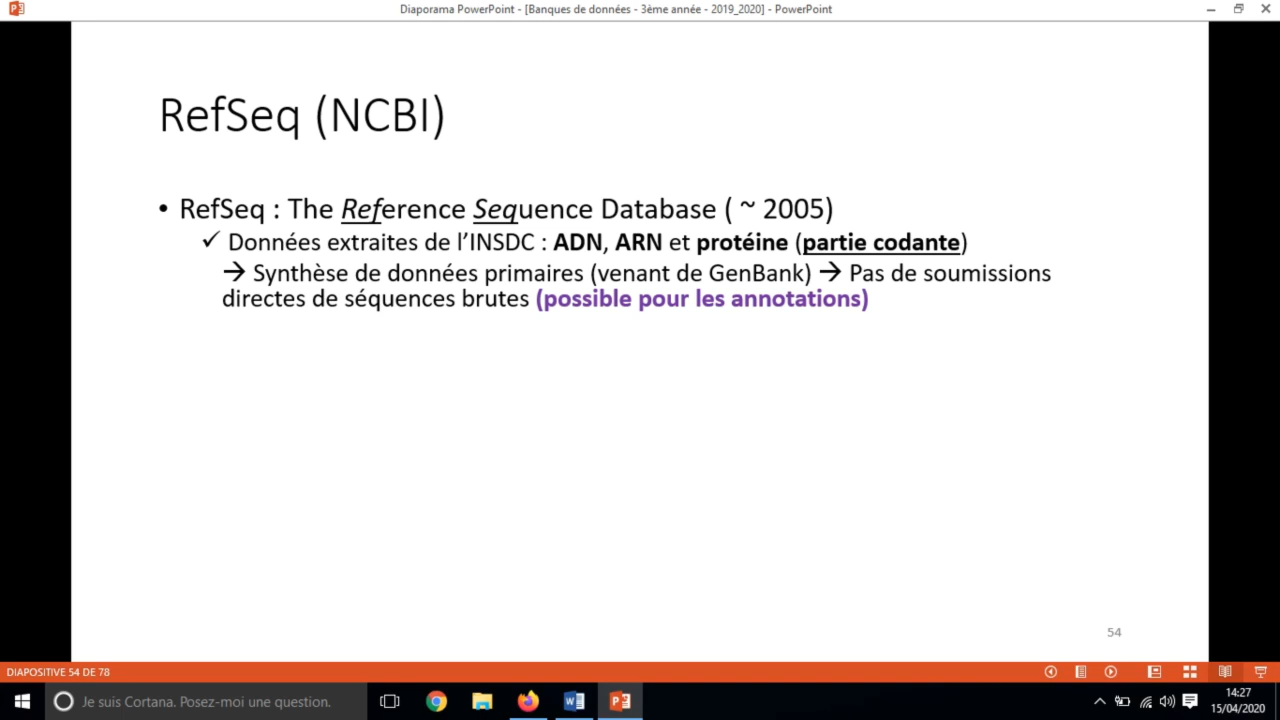 Diaporama PowerPoint - [Banques de données - 3ème année - 2019_2020] - PowerPoint
RefSeq (NCBI)
• RefSeq : The Reference Sequence Database ( ~ 2005)
✓ Données extraites de l’INSDC : ADN, ARN et protéine (partie codante)
→ Synthèse de données primaires (venant de GenBank) → Pas de soumissions
directes de séquences brutes (possible pour les annotations)
54
DIAPOSITIVE 54 DE 78
Je suis Cortana. Posez-moi une question.
14:27
15/04/2020